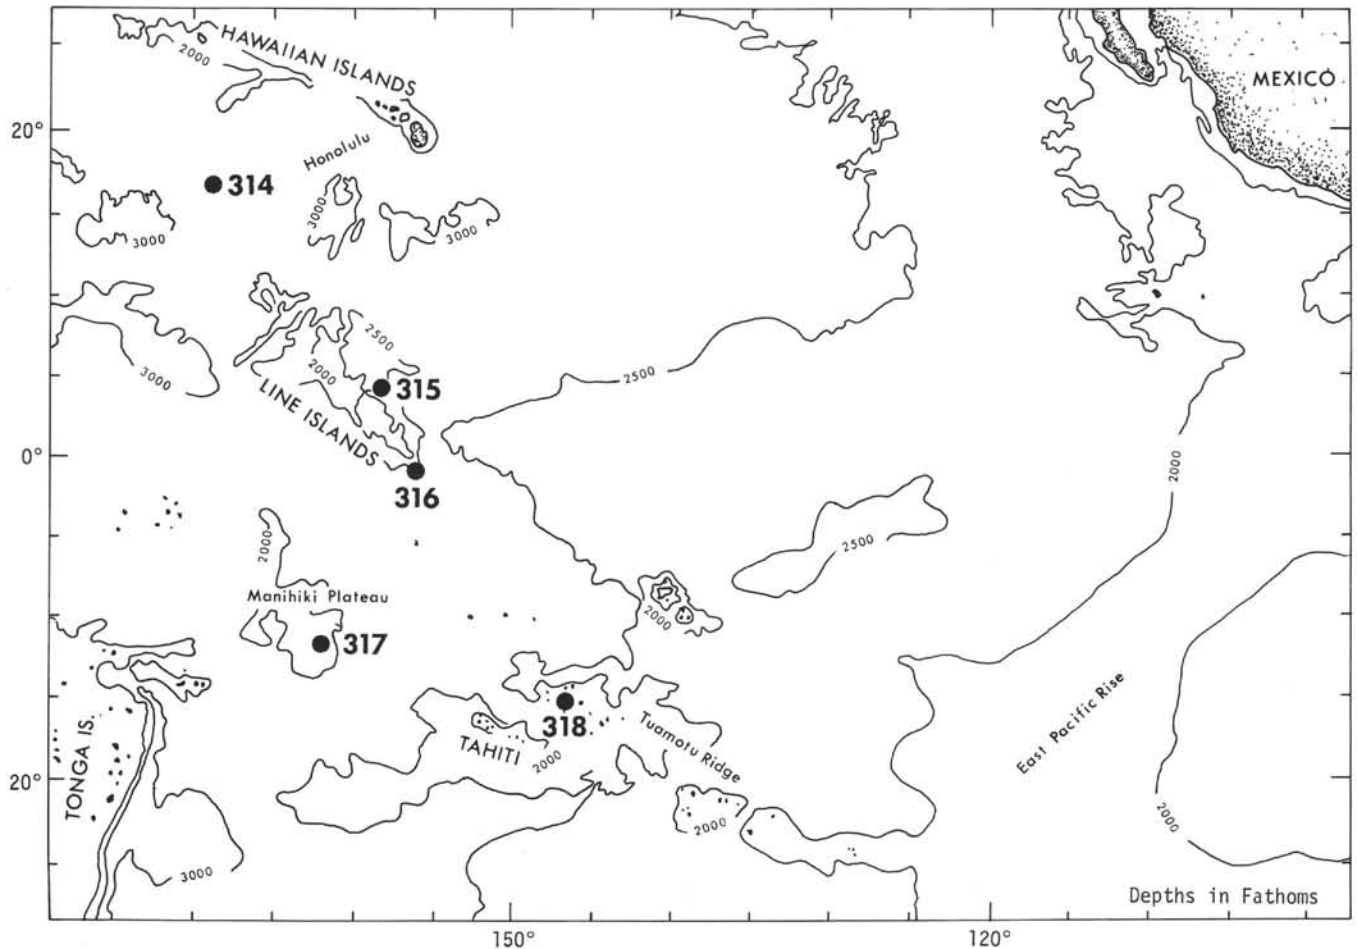 HAWAIIAN ISLANDS
2000
MEXICO
20°
Honolulu
314
3000
3000
3000
2500
3000
2000
2500
315
LINE ISLANDS
0°
316
2000
2000
2500
Manihiki Plateau
2000
317
318
TONGA IS.
TAHITI
2000
Tuamotu Ridge
East Pacific Rise
20°
2000
2000
3000
Depths in Fathoms
150°
120°